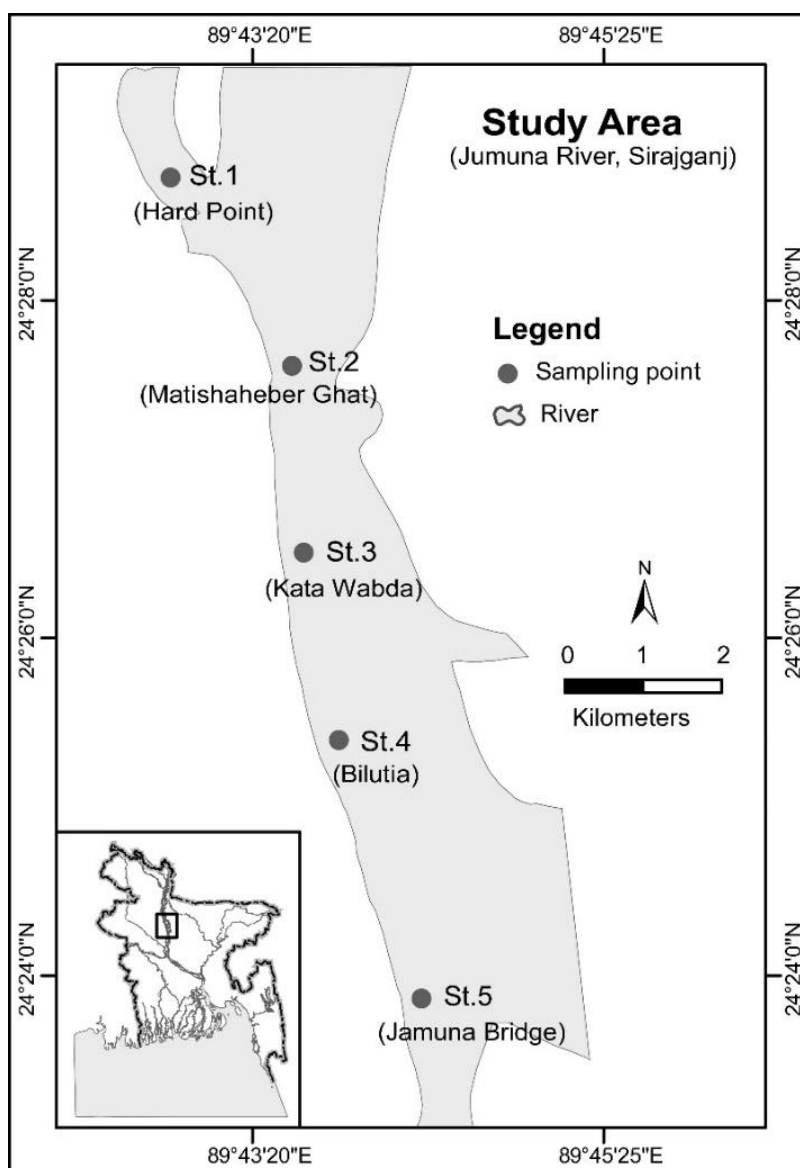 89°43'20"E 89°45'25"E
Study Area
(Jumuna River, Sirajganj)
St.1
(Hard Point)
24°28'0"N 24°28'0"N
Legend
Sampling point
River
St.2
(Matishaheber Ghat)
St.3
(Kata Wabda)
N
24°26'0"N 24°26'0"N
0 1 2
Kilometers
St.4
(Bilutia)
24°24'0"N 24°24'0"N
St.5
(Jamuna Bridge)
89°43'20"E 89°45'25"E